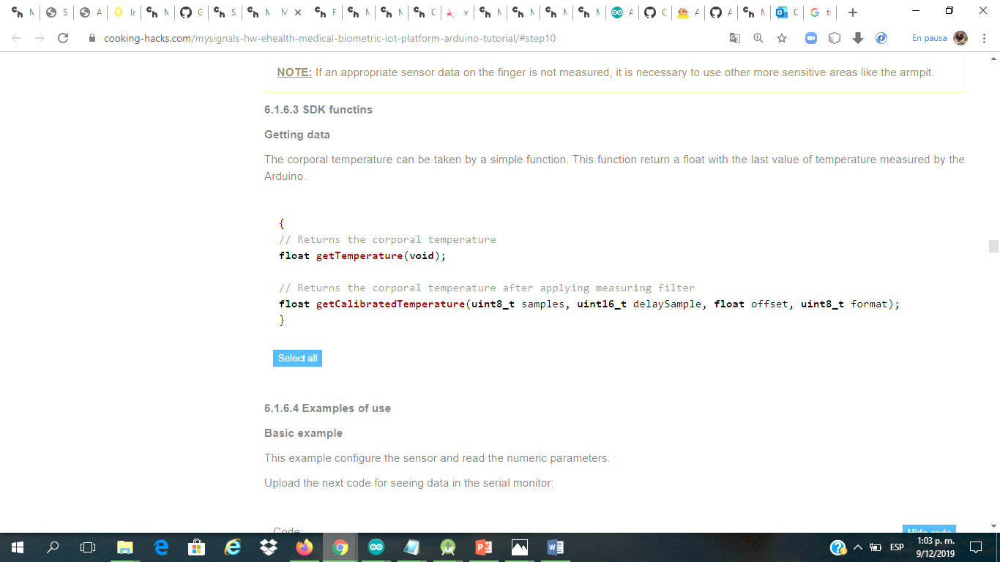 cooking-hacks.com/mysignals-hw-ehealth-medical-biometric-iot-platform-arduino-tutorial/#step10
En pausa
NOTE: If an appropriate sensor data on the finger is not measured, it is necessary to use other more sensitive areas like the armpit.
6.1.6.3 SDK functins
Getting data
The corporal temperature can be taken by a simple function. This function return a float with the last value of temperature measured by the
Arduino.
{
// Returns the corporal temperature
float getTemperature(void);
// Returns the corporal temperature after applying measuring filter
float getCalibratedTemperature(uint8_t samples, uint16_t delaySample, float offset, uint8_t format);
}
Select all
6.1.6.4 Examples of use
Basic example
This example configure the sensor and read the numeric parameters.
Upload the next code for seeing data in the serial monitor:
Code:
Hide code
ESP
1:03 p. m.
9/12/2019